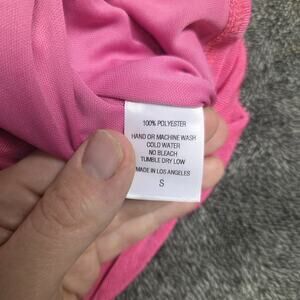 100% POLYESTER
HAND OR MACHINE WASH
COLD WATER
NO BLEACH
TUMBLE DRY LOW
MADE IN LOS ANGELES
S